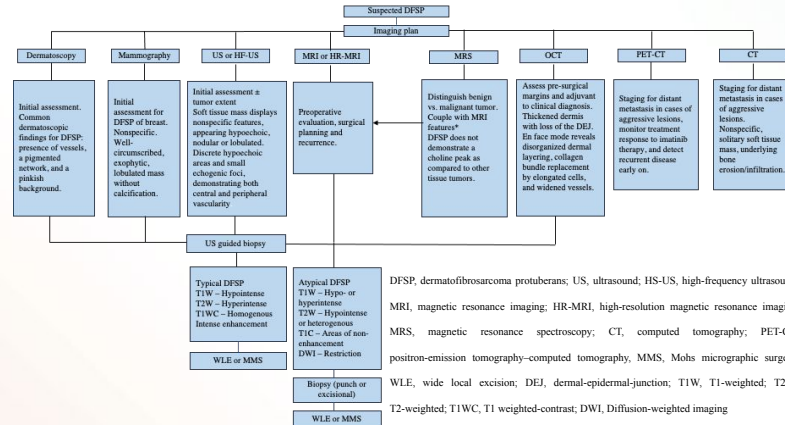 Suspected DFSP
Imaging plan
Dermatoscopy
Initial assessment.
Common
dermatoscopic
findings for DFSP:
presence of vessels,
a pigmented
network, and a
pinkish
background.
Mammography
Initial
assessment for
DFSP of breast.
Nonspecific.
Well-
circumscribed,
exophytic,
lobulated mass
without
calcification.
US or HF-US
Initial assessment ±
tumor extent
Soft tissue mass displays
nonspecific features,
appearing hypoechoic,
nodular or lobulated.
Discrete hypoechoic
areas and small
echogenic foci,
demonstrating both
central and peripheral
vascularity
MRI or HR-MRI
Preoperative
evaluation, surgical
planning and
recurrence.
MRS
Distinguish benign
vs. malignant tumor.
Couple with MRI
features*
DFSP does not
demonstrate a
choline peak as
compared to other
tissue tumors.
OCT
Assess pre-surgical
margins and adjuvant
to clinical diagnosis.
Thickened dermis
with loss of the DEJ.
En face mode reveals
disorganized dermal
layering, collagen
bundle replacement
by elongated cells,
and widened vessels.
PET-CT
Staging for distant
metastasis in cases of
aggressive lesions,
monitor treatment
response to imatinib
therapy, and detect
recurrent disease
early on.
CT
Staging for distant
metastasis in cases
of aggressive
lesions.
Nonspecific,
solitary soft tissue
mass, underlying
bone
erosion/infiltration.
US guided biopsy
Typical DFSP
T1W – Hypointense
T2W – Hyperintense
T1WC – Homogenous
Intense enhancement
WLE or MMS
Atypical DFSP
T1W – Hypo- or
hyperintense
T2W – Hypointense
or heterogenous
T1C – Areas of non-
enhancement
DWI – Restriction
Biopsy (punch or
excisional)
WLE or MMS
DFSP, dermatofibrosarcoma protuberans; US, ultrasound; HS-US, high-frequency ultrasou
MRI, magnetic resonance imaging; HR-MRI, high-resolution magnetic resonance imagi
MRS, magnetic resonance spectroscopy; CT, computed tomography; PET-C
positron-emission tomography–computed tomography, MMS, Mohs micrographic surge
WLE, wide local excision; DEJ, dermal-epidermal-junction; T1W, T1-weighted; T2
T2-weighted; T1WC, T1 weighted-contrast; DWI, Diffusion-weighted imaging